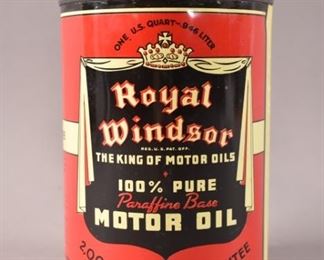 ONE U.S. QUART - .946 LITER
Royal
Windsor
REG. U.S. PAT. OFF.
THE KING OF MOTOR OILS
100% PURE
Paraffine Base
MOTOR OIL